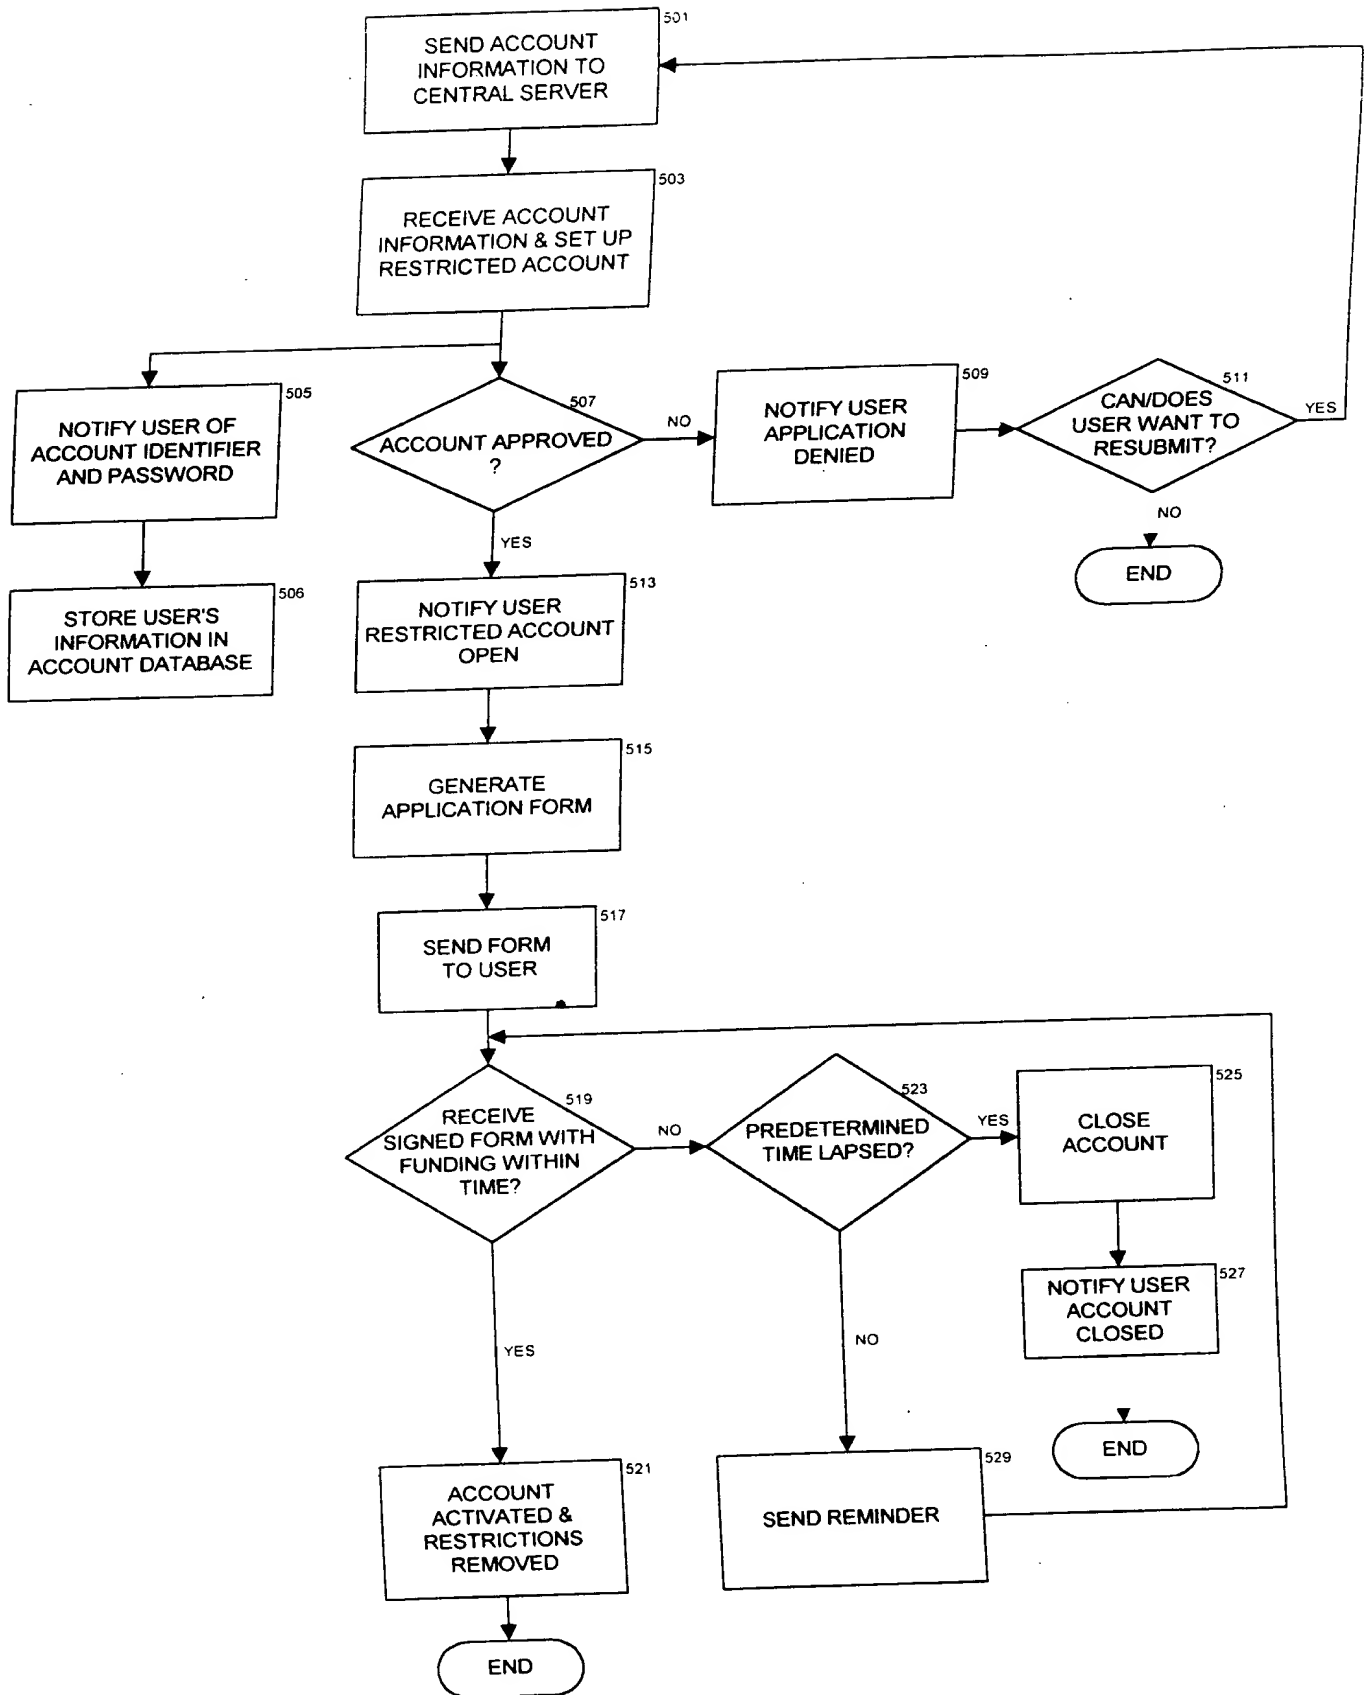 501
SEND ACCOUNT
INFORMATION TO
CENTRAL SERVER
503
RECEIVE ACCOUNT
INFORMATION & SET UP
RESTRICTED ACCOUNT
505
NOTIFY USER OF
ACCOUNT IDENTIFIER
AND PASSWORD
506
STORE USER'S
INFORMATION IN
ACCOUNT DATABASE
507
ACCOUNT APPROVED
?
NO
509
NOTIFY USER
APPLICATION
DENIED
511
CAN/DOES
USER WANT TO
RESUBMIT?
YES
NO
END
YES
513
NOTIFY USER
RESTRICTED ACCOUNT
OPEN
515
GENERATE
APPLICATION FORM
517
SEND FORM
TO USER
519
RECEIVE
SIGNED FORM WITH
FUNDING WITHIN
TIME?
NO
523
PREDETERMINED
TIME LAPSED?
YES
525
CLOSE
ACCOUNT
527
NOTIFY USER
ACCOUNT
CLOSED
END
NO
529
SEND REMINDER
YES
521
ACCOUNT
ACTIVATED &
RESTRICTIONS
REMOVED
END